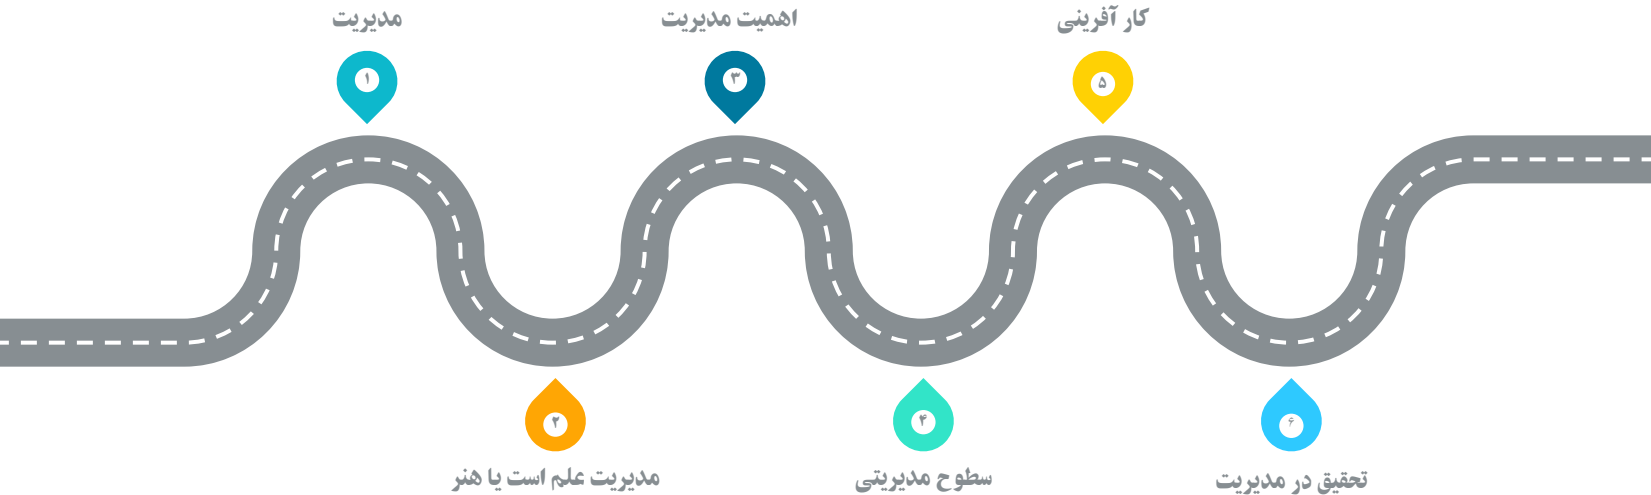 مدیریت
۱
مدیریت علم است یا هنر
۲
اهمیت مدیریت
۳
سطوح مدیریتی
۴
کار آفرینی
۵
تحقیق در مدیریت
۶